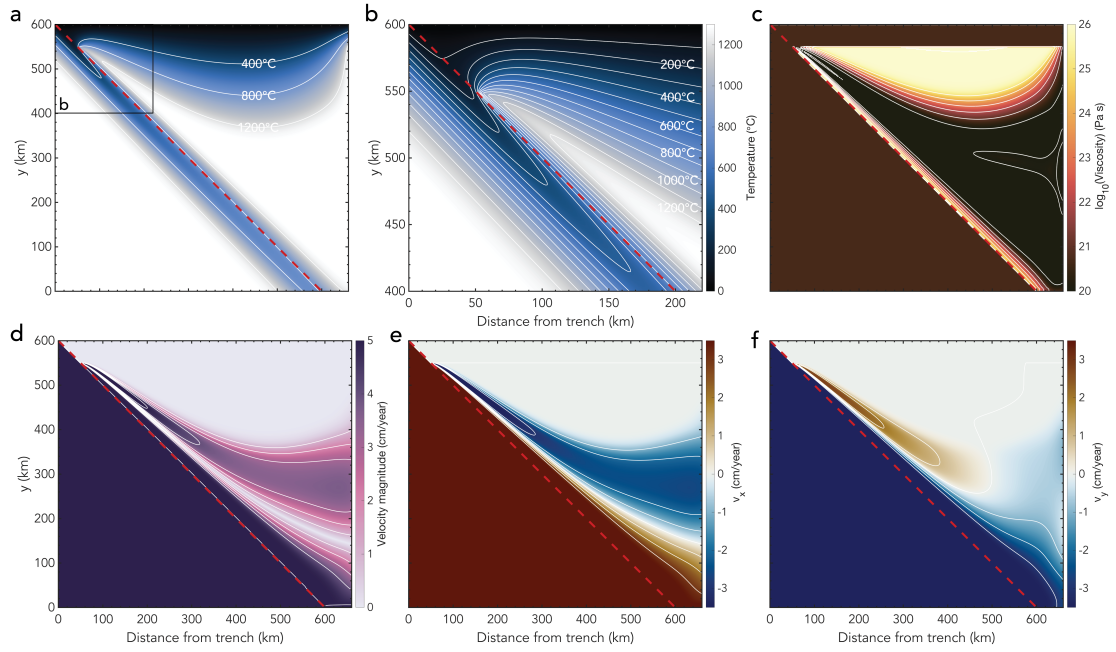 a
600
500
400
300
200
100
0
y (km)
400°C
800°C
1200°C
b
b
600
550
500
450
400
y (km)
0
50
100
150
200
Distance from trench (km)
200°C
400°C
600°C
800°C
1000°C
1200°C
1200
1000
800
600
400
200
0
Temperature (°C)
c
26
25
24
23
22
21
20
log10(Viscosity) (Pa s)
d
600
500
400
300
200
100
0
y (km)
0
100
200
300
400
500
600
Distance from trench (km)
5
4
3
2
1
0
Velocity magnitude (cm/year)
e
0
100
200
300
400
500
600
Distance from trench (km)
3
2
1
0
-1
-2
-3
vx (cm/year)
f
0
100
200
300
400
500
600
Distance from trench (km)
3
2
1
0
-1
-2
-3
vy (cm/year)